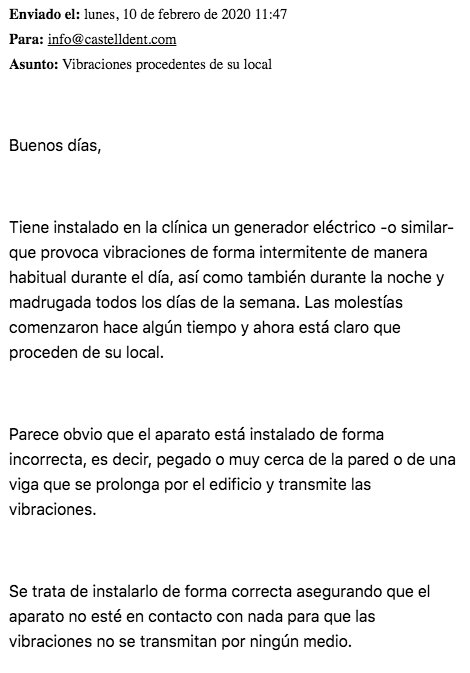 Enviado el: lunes, 10 de febrero de 2020 11:47
Para: info@castelldent.com
Asunto: Vibraciones procedentes de su local
Buenos días,
Tiene instalado en la clínica un generador eléctrico -o similar-
que provoca vibraciones de forma intermitente de manera
habitual durante el día, así como también durante la noche y
madrugada todos los días de la semana. Las molestías
comenzaron hace algún tiempo y ahora está claro que
proceden de su local.
Parece obvio que el aparato está instalado de forma
incorrecta, es decir, pegado o muy cerca de la pared o de una
viga que se prolonga por el edificio y transmite las
vibraciones.
Se trata de instalarlo de forma correcta asegurando que el
aparato no esté en contacto con nada para que las
vibraciones no se transmitan por ningún medio.